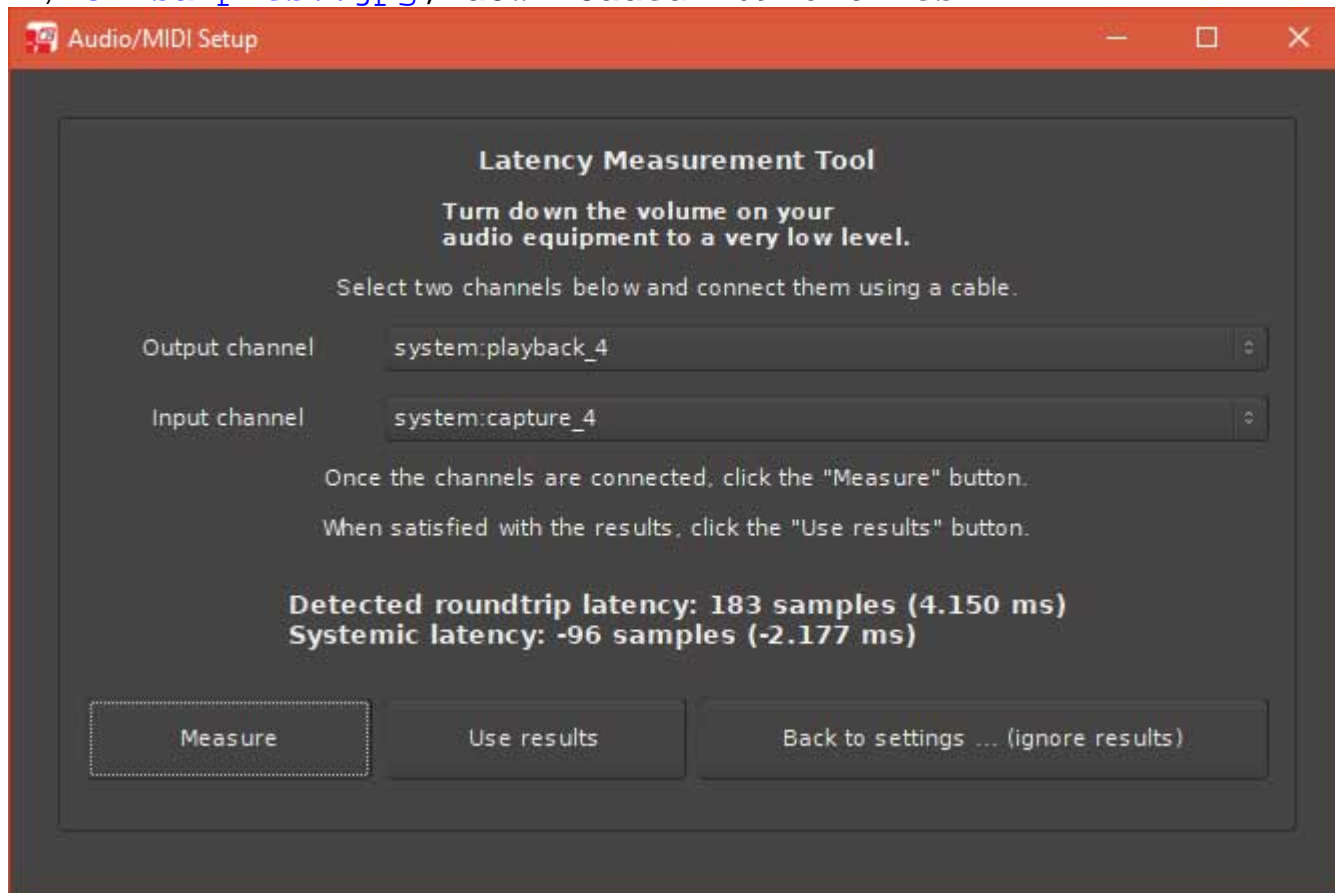 Audio/MIDI Setup
Latency Measurement Tool
Turn down the volume on your
audio equipment to a very low level.
Select two channels below and connect them using a cable.
Output channel system:playback_4
Input channel system:capture_4
Once the channels are connected, click the "Measure" button.
When satisfied with the results, click the "Use results" button.
Detected roundtrip latency: 183 samples (4.150 ms)
Systemic latency: -96 samples (-2.177 ms)
Measure Use results Back to settings ... (ignore results)